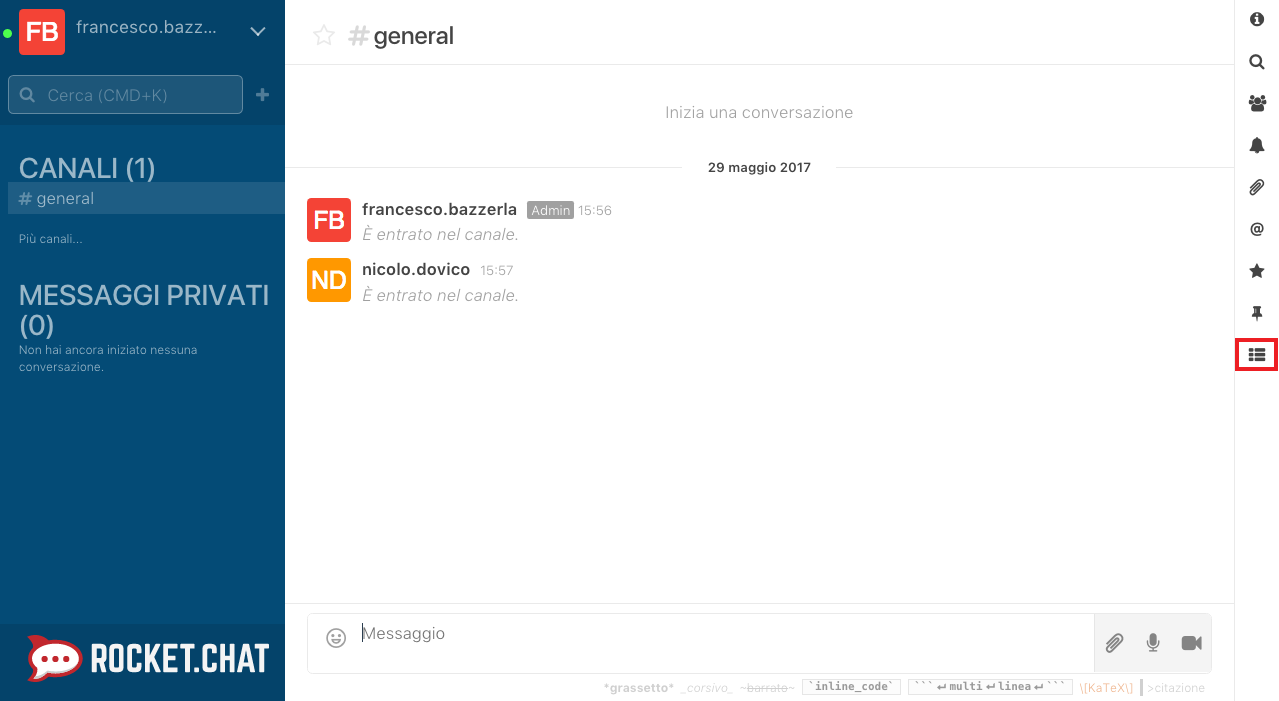 FB francesco.bazz...
Cerca (CMD+K)
CANALI (1)
# general
Più canali...
MESSAGGI PRIVATI
(0)
Non hai ancora iniziato nessuna
conversazione.
ROCKET.CHAT
#general
Inizia una conversazione
29 maggio 2017
FB francesco.bazzerla Admin 15:56
È entrato nel canale.
ND nicolo.dovico 15:57
È entrato nel canale.
Messaggio
*grassetto* _corsivo_ ~barrato~ `inline_code` ```↵multi↵linea↵``` \[KaTeX\] >citazione